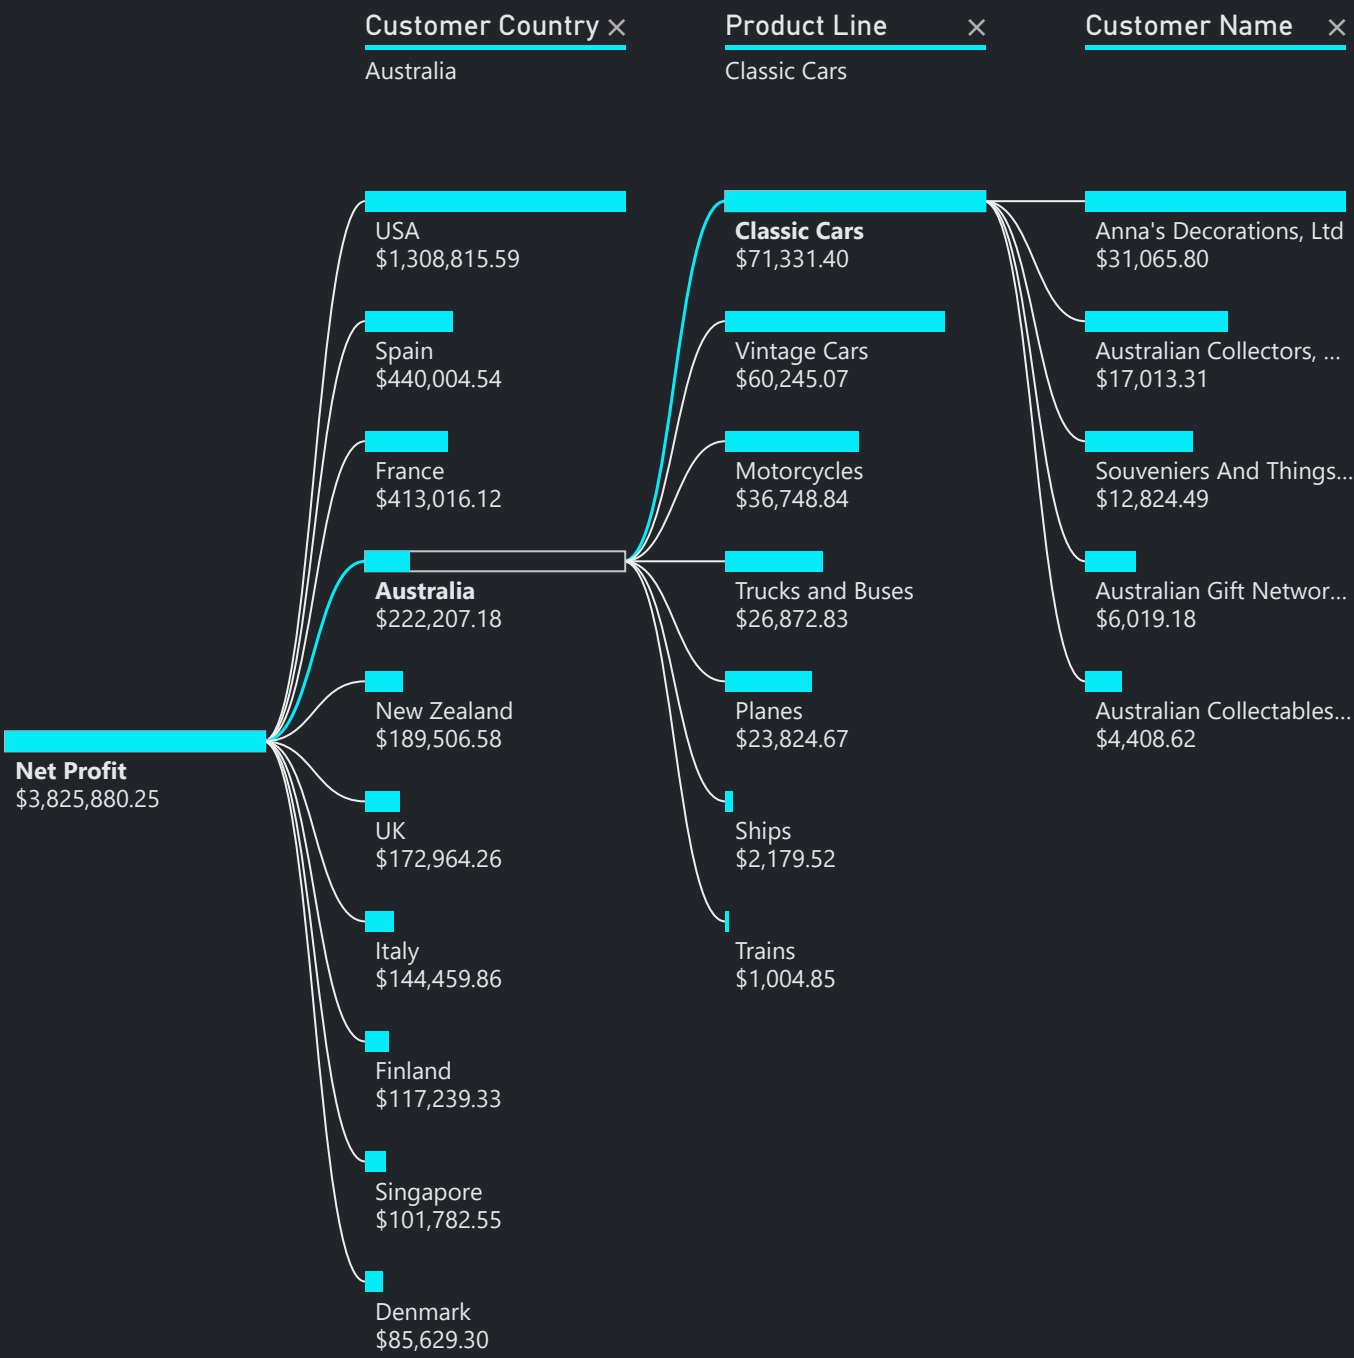 Customer Country ×
Australia
Product Line ×
Classic Cars
Customer Name ×
Net Profit
$3,825,880.25
USA
$1,308,815.59
Spain
$440,004.54
France
$413,016.12
Australia
$222,207.18
New Zealand
$189,506.58
UK
$172,964.26
Italy
$144,459.86
Finland
$117,239.33
Singapore
$101,782.55
Denmark
$85,629.30
Classic Cars
$71,331.40
Vintage Cars
$60,245.07
Motorcycles
$36,748.84
Trucks and Buses
$26,872.83
Planes
$23,824.67
Ships
$2,179.52
Trains
$1,004.85
Anna's Decorations, Ltd
$31,065.80
Australian Collectors, ...
$17,013.31
Souveniers And Things...
$12,824.49
Australian Gift Networ...
$6,019.18
Australian Collectables...
$4,408.62